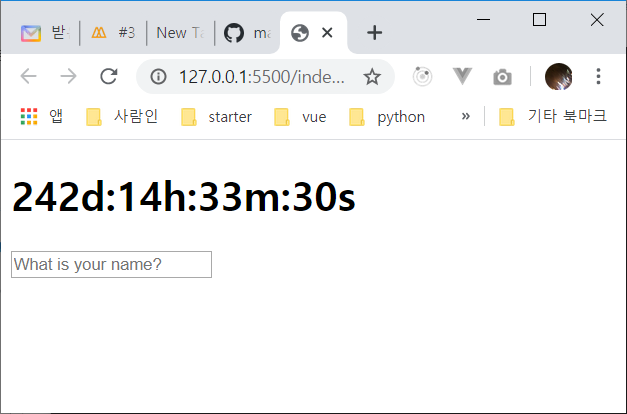 받 #3 New Ta ma
127.0.0.1:5500/inde...
앱 사람인 starter vue python » 기타 북마크
242d:14h:33m:30s
What is your name?